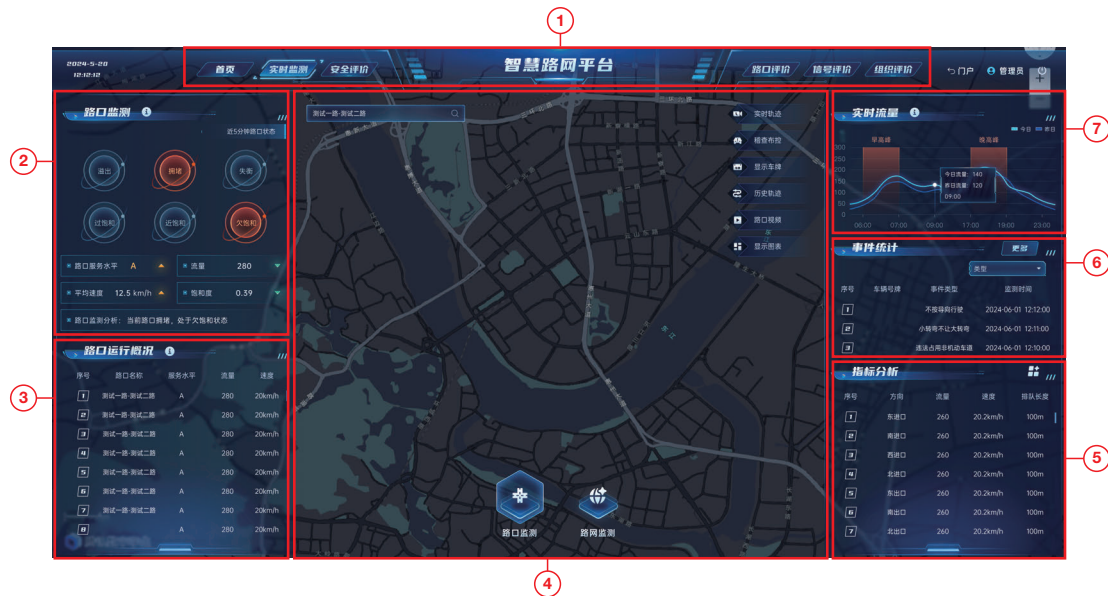 ①
2024-5-20
12:12:12
首页 实时监测 安全评价 智慧路网平台 路口评价 信号评价 组织评价 门户 管理员
②
路口监测
近5分钟路口状态
溢出 拥堵 失衡
过饱和 近饱和 欠饱和
路口服务水平 A 流量 280
平均速度 12.5 km/h 饱和度 0.39
路口监测分析: 当前路口拥堵, 处于欠饱和状态
③
路口运行概况
序号 路口名称 服务水平 流量 速度
1 测试一路-测试二路 A 280 20km/h
2 测试一路-测试二路 A 280 20km/h
3 测试一路-测试二路 A 280 20km/h
4 测试一路-测试二路 A 280 20km/h
5 测试一路-测试二路 A 280 20km/h
6 测试一路-测试二路 A 280 20km/h
7 测试一路-测试二路 A 280 20km/h
8 A 280 20km/h
测试一路-测试二路
实时轨迹
稽查布控
显示车牌
历史轨迹
路口视频
显示图表
东江
路口监测 路网监测
④
⑦
实时流量
今日 昨日
早高峰 晚高峰
300
250
200
150
100
50
0
今日流量: 140
昨日流量: 120
09:00
06:00 07:00 09:00 17:00 19:00 23:00
⑥
事件统计 更多
类型
序号 车辆号牌 事件类型 监测时间
1 不按导向行驶 2024-06-01 12:12:00
2 小转弯不让大转弯 2024-06-01 12:11:00
3 违法占用非机动车道 2024-06-01 12:10:00
⑤
指标分析
序号 方向 流量 速度 排队长度
1 东进口 260 20.2km/h 100m
2 南进口 260 20.2km/h 100m
3 西进口 260 20.2km/h 100m
4 北进口 260 20.2km/h 100m
5 东出口 260 20.2km/h 100m
6 南出口 260 20.2km/h 100m
7 北出口 260 20.2km/h 100m